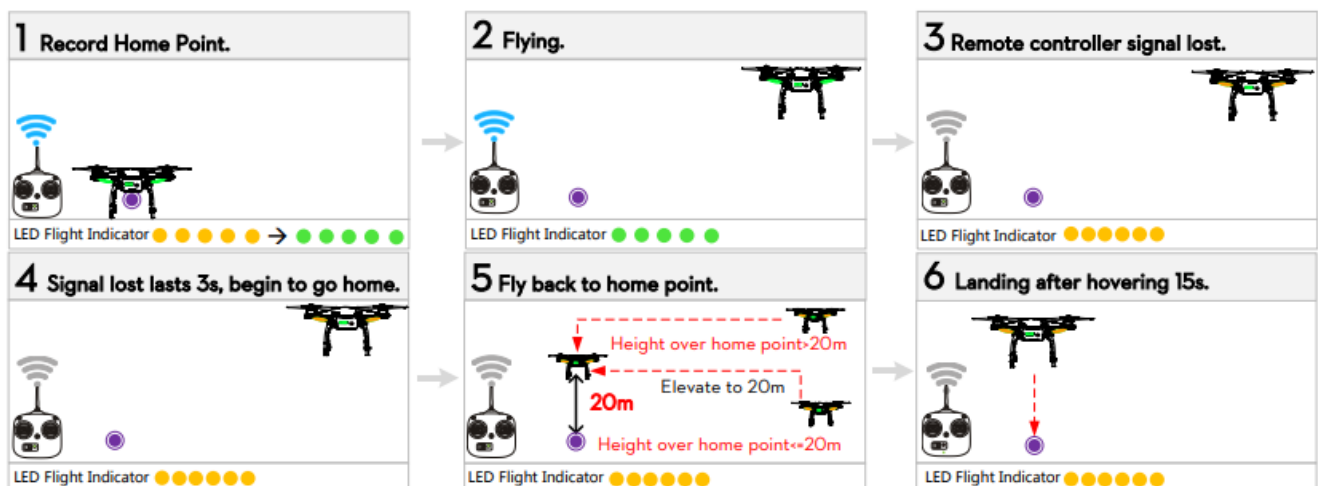 1 Record Home Point.
2 Flying.
3 Remote controller signal lost.
LED Flight Indicator →
LED Flight Indicator
LED Flight Indicator
4 Signal lost lasts 3s, begin to go home.
5 Fly back to home point.
6 Landing after hovering 15s.
Height over home point>20m
Elevate to 20m
20m
Height over home point<=20m
LED Flight Indicator
LED Flight Indicator
LED Flight Indicator